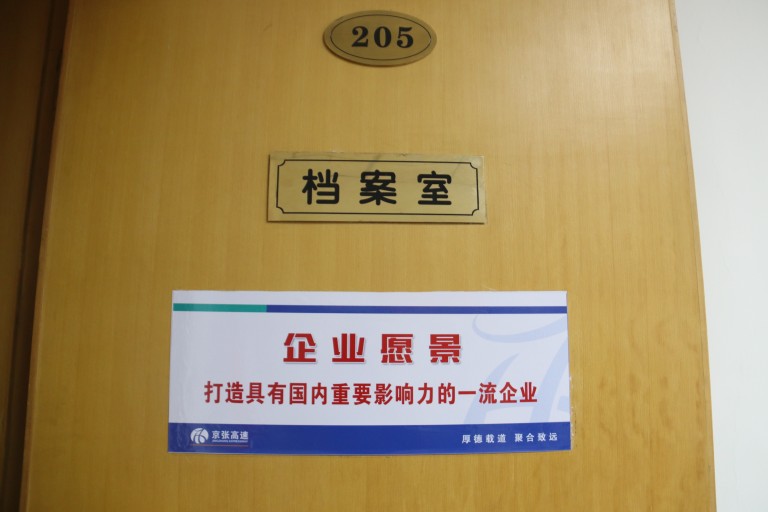 205
档案室
企业愿景
打造具有国内重要影响力的一流企业
京张高速
厚德载道 聚合致远